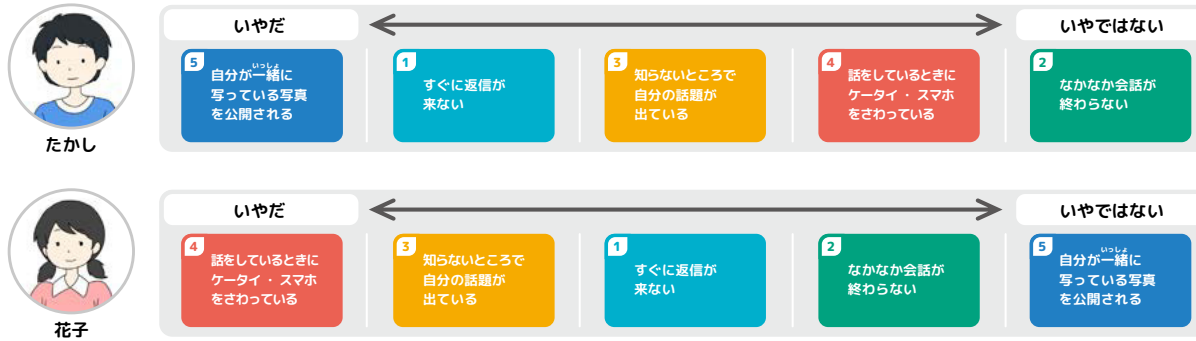 いやだ
いやではない
5
自分が一緒に
いっしょ
写っている写真
を公開される
1
すぐに返信が
来ない
3
知らないところで
自分の話題が
出ている
4
話をしているときに
ケータイ・スマホ
をさわっている
2
なかなか会話が
終わらない
たかし
いやだ
いやではない
4
話をしているときに
ケータイ・スマホ
をさわっている
3
知らないところで
自分の話題が
出ている
1
すぐに返信が
来ない
2
なかなか会話が
終わらない
5
自分が一緒に
いっしょ
写っている写真
を公開される
花子